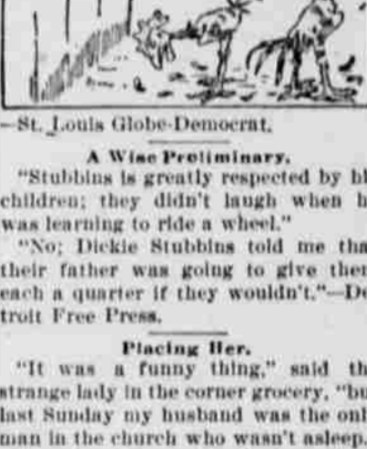 —St. Louis Globe-Democrat.
A Wise Preliminary.
"Stubbins is greatly respected by hi
children; they didn't laugh when h
was learning to ride a wheel."
"No; Dickie Stubbins told me tha
their father was going to give ther
each a quarter if they wouldn't."—De
troit Free Press.
Placing Her.
"It was a funny thing," said th
strange lady in the corner grocery, "bu
last Sunday my husband was the onl
man in the church who wasn't asleep.